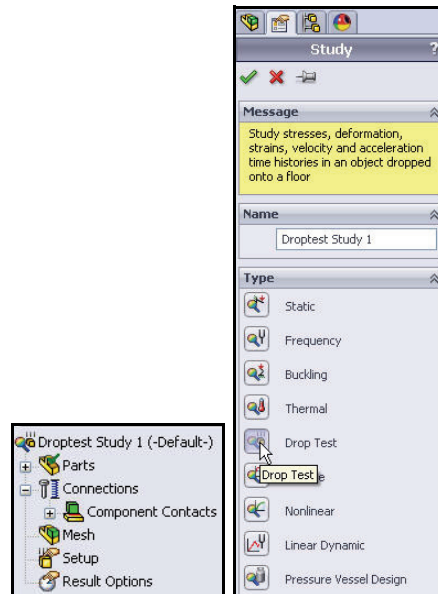 Droptest Study 1 (-Default-)
Parts
Connections
Component Contacts
Mesh
Setup
Result Options
Study
?
Message
Study stresses, deformation,
strains, velocity and acceleration
time histories in an object dropped
onto a floor
Name
Droptest Study 1
Type
Static
Frequency
Buckling
Thermal
Drop Test
Drop Test
Nonlinear
Linear Dynamic
Pressure Vessel Design